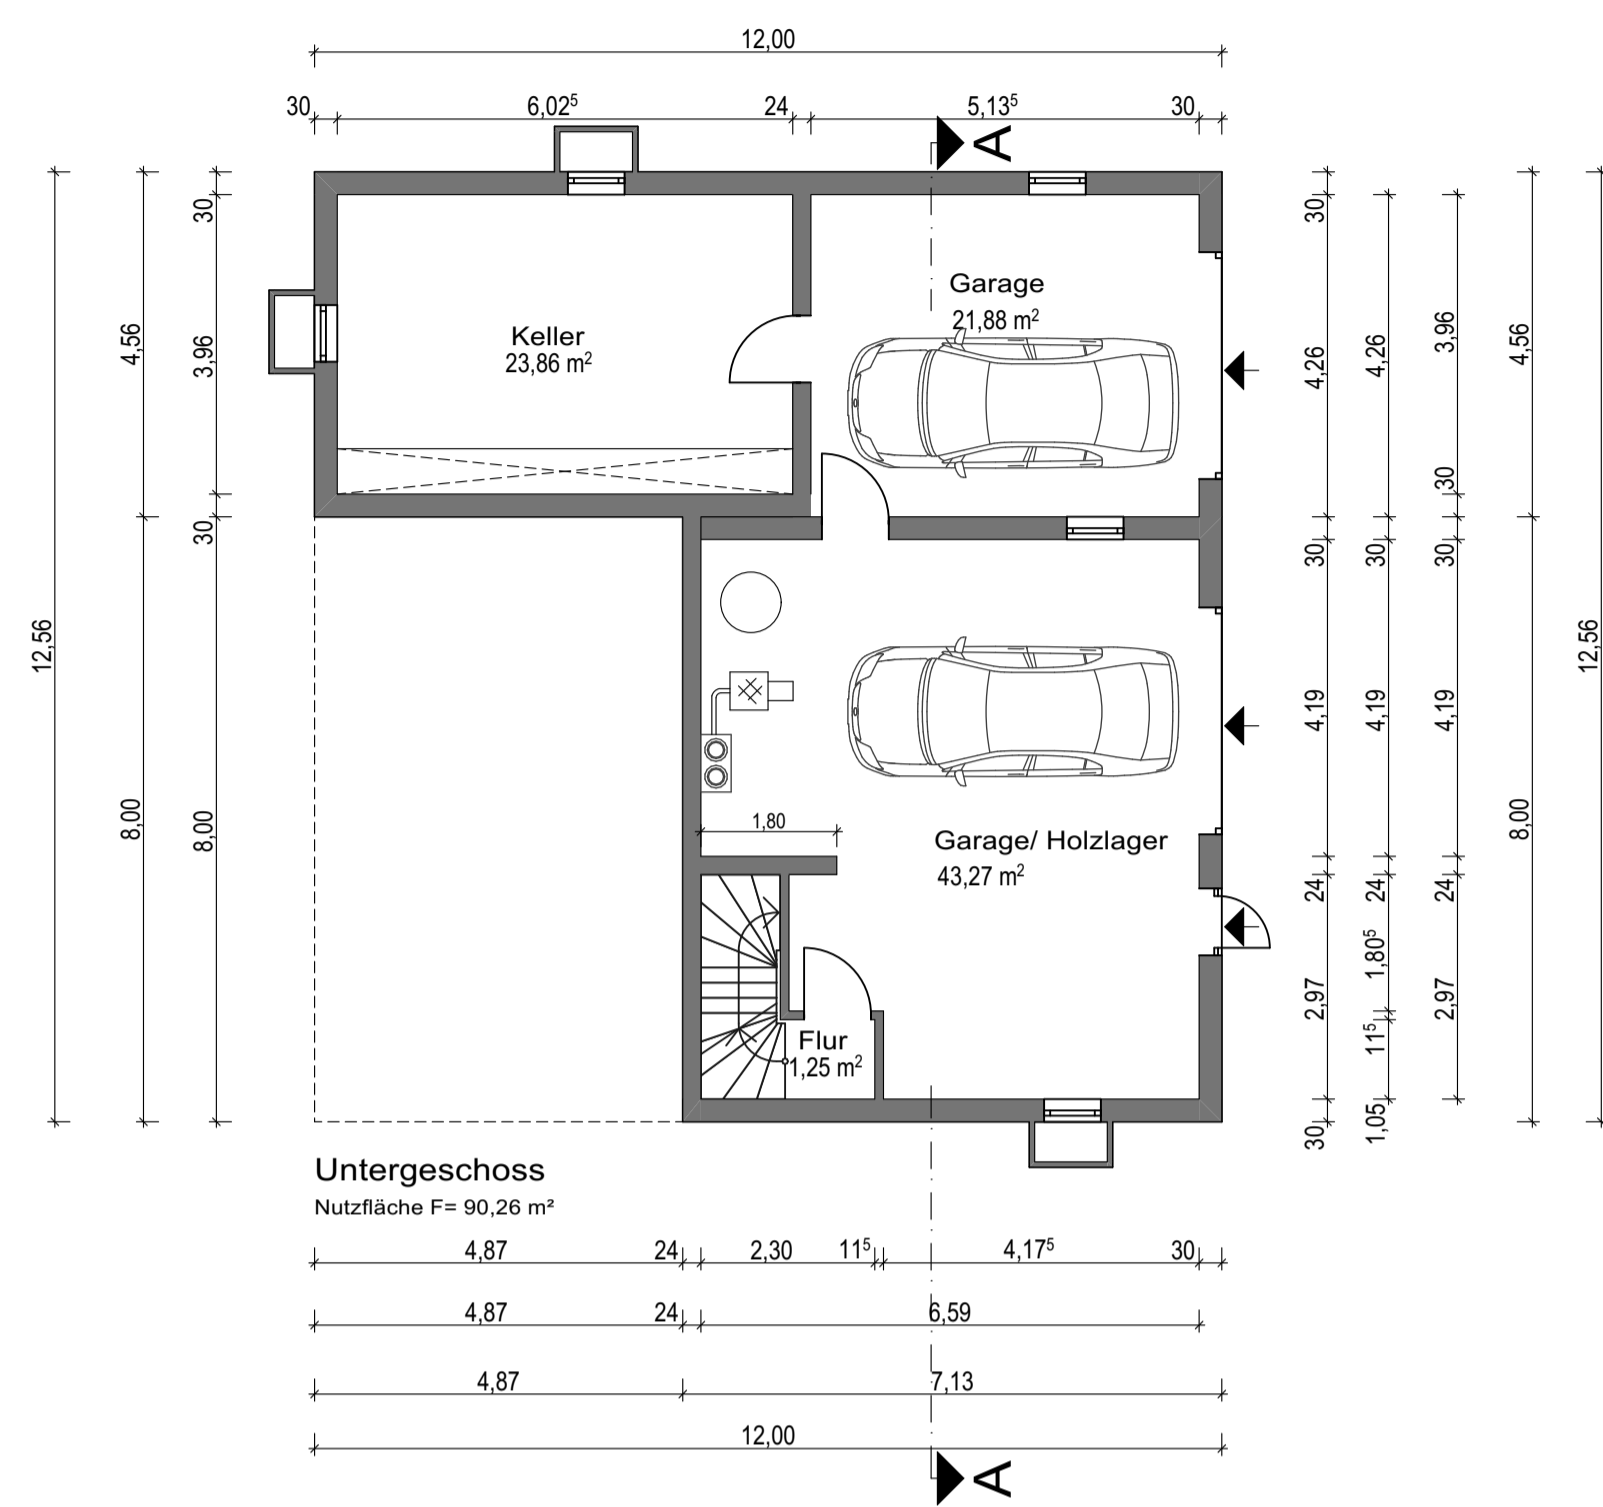 12,00
30 6,02⁵ 24 5,13⁵ 30
A
30
30
Garage
21,88 m²
Keller
23,86 m²
4,56
3,96
4,26
4,26
3,96
4,56
30
30
30
30
30
12,56
12,56
4,19
4,19
4,19
8,00
8,00
8,00
1,80
Garage/ Holzlager
43,27 m²
24
24
24
1,80⁵
2,97
2,97
11⁵
Flur
1,25 m²
30
1,05
Untergeschoss
Nutzfläche F= 90,26 m²
4,87 24 2,30 11⁵ 4,17⁵ 30
4,87 24 6,59
4,87 7,13
12,00
A